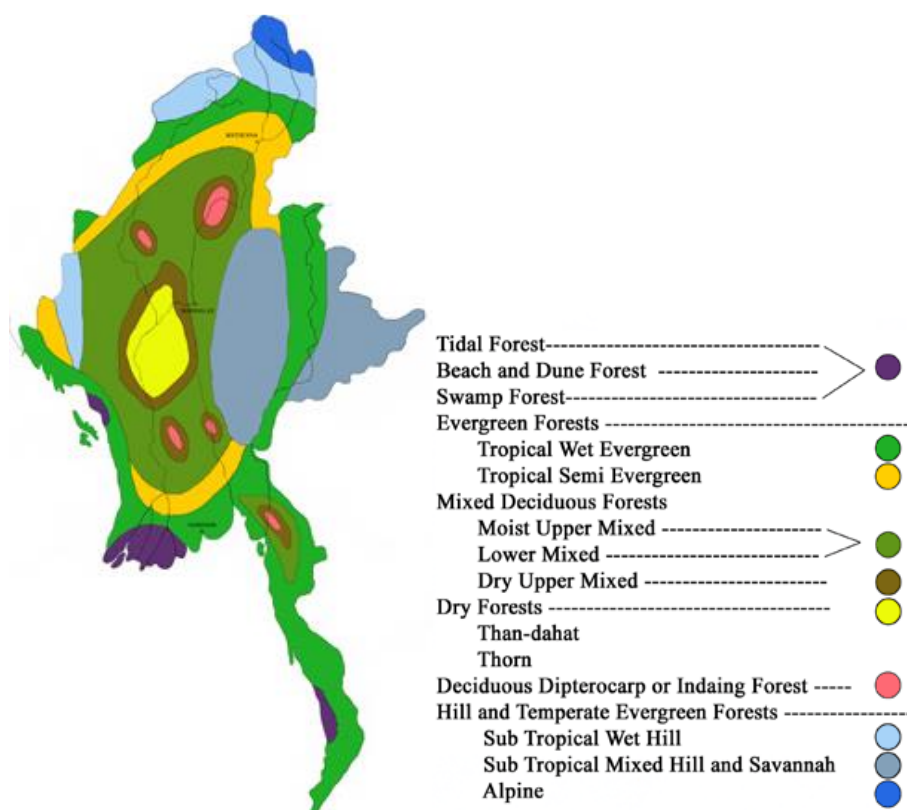 Tidal Forest
Beach and Dune Forest
Swamp Forest
Evergreen Forests
Tropical Wet Evergreen
Tropical Semi Evergreen
Mixed Deciduous Forests
Moist Upper Mixed
Lower Mixed
Dry Upper Mixed
Dry Forests
Than-dahat
Thorn
Deciduous Dipterocarp or Indaing Forest
Hill and Temperate Evergreen Forests
Sub Tropical Wet Hill
Sub Tropical Mixed Hill and Savannah
Alpine